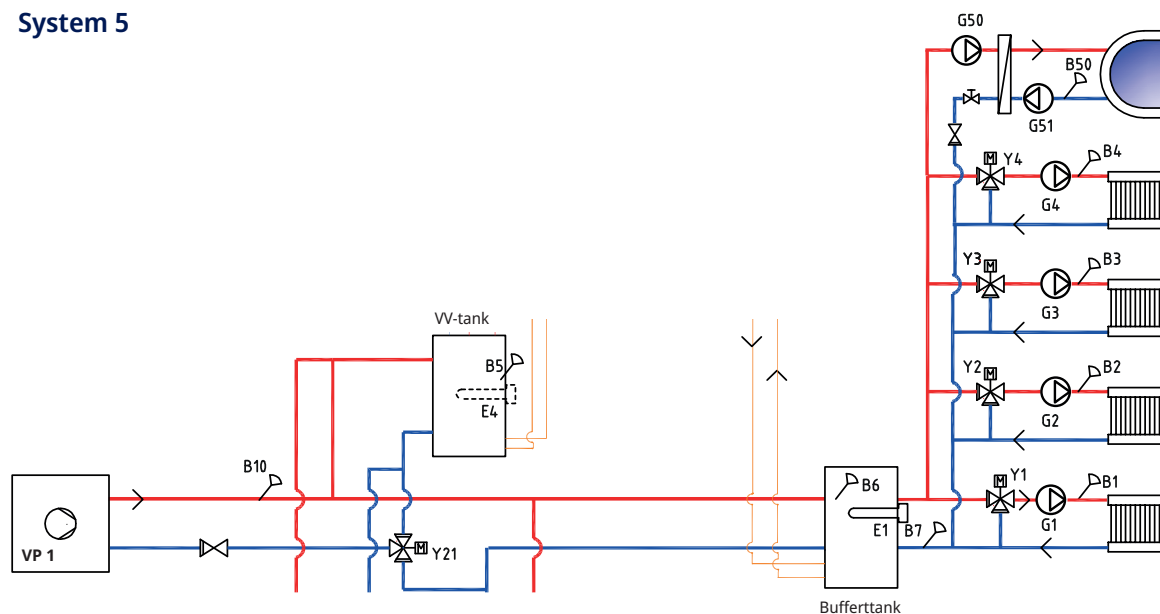 System 5
G50
B50
G51
Y4
B4
G4
Y3
B3
G3
VV-tank
B5
E4
Y2
B2
G2
B10
B6
Y1
B1
G1
E1
B7
VP 1
M
Y21
M
M
M
M
Bufferttank